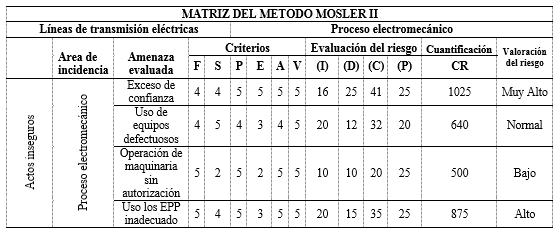 MATRIZ DEL METODO MOSLER II
Líneas de transmisión eléctricas Proceso electromecánico
Area de incidencia Amenaza evaluada Criterios Evaluación del riesgo Cuantificación Valoración del riesgo
F S P E A V (I) (D) (C) (P) CR
Actos inseguros
Proceso electromecánico
Exceso de confianza 4 4 5 5 5 5 16 25 41 25 1025 Muy Alto
Uso de equipos defectuosos 4 5 4 3 4 5 20 12 32 20 640 Normal
Operación de maquinaria sin autorización 5 2 5 2 5 5 10 10 20 25 500 Bajo
Uso los EPP inadecuado 5 4 5 3 5 5 20 15 35 25 875 Alto